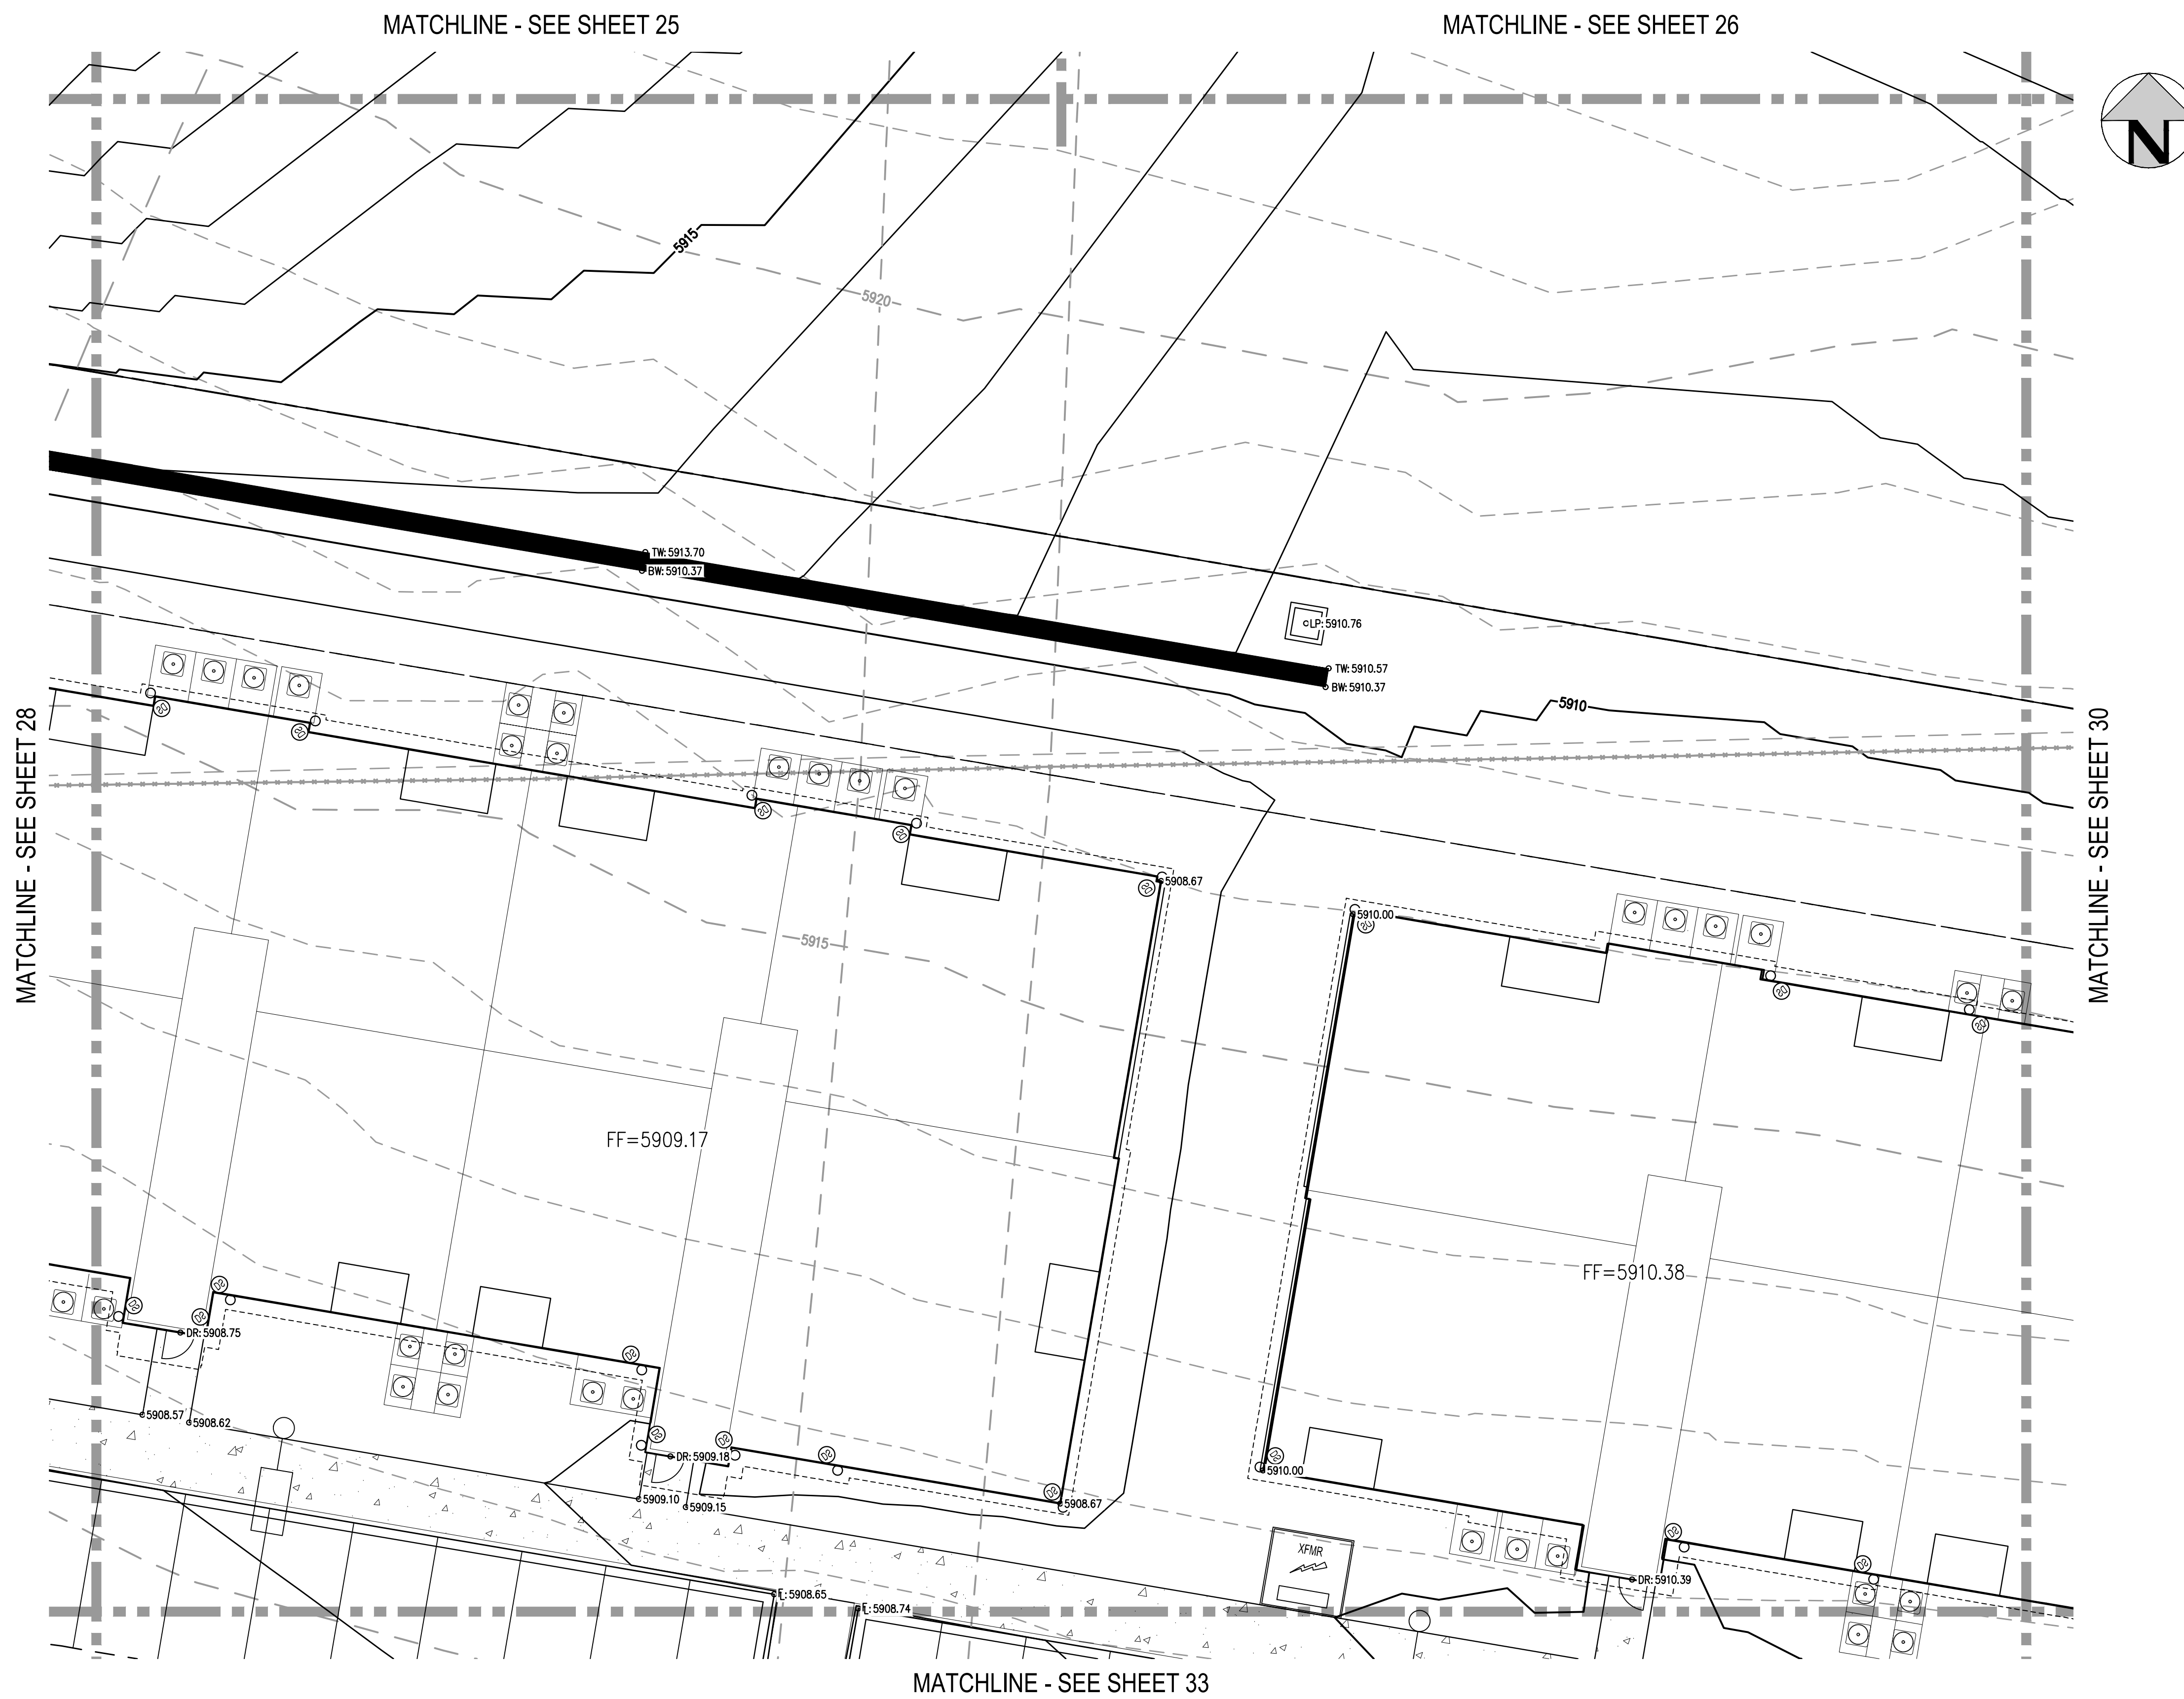 MATCHLINE - SEE SHEET 25
MATCHLINE - SEE SHEET 26
N
5915
5920
TW: 5913.70
BW: 5910.37
LP: 5910.76
TW: 5910.57
BW: 5910.37
5910
MATCHLINE - SEE SHEET 28
MATCHLINE - SEE SHEET 30
5908.67
5910.00
5915
FF=5909.17
FF=5910.38
DR: 5908.75
5908.57
5908.62
DR: 5909.18
5910.00
5909.10
5909.15
5908.67
XFMR
DR: 5910.39
5908.65
5908.74
MATCHLINE - SEE SHEET 33